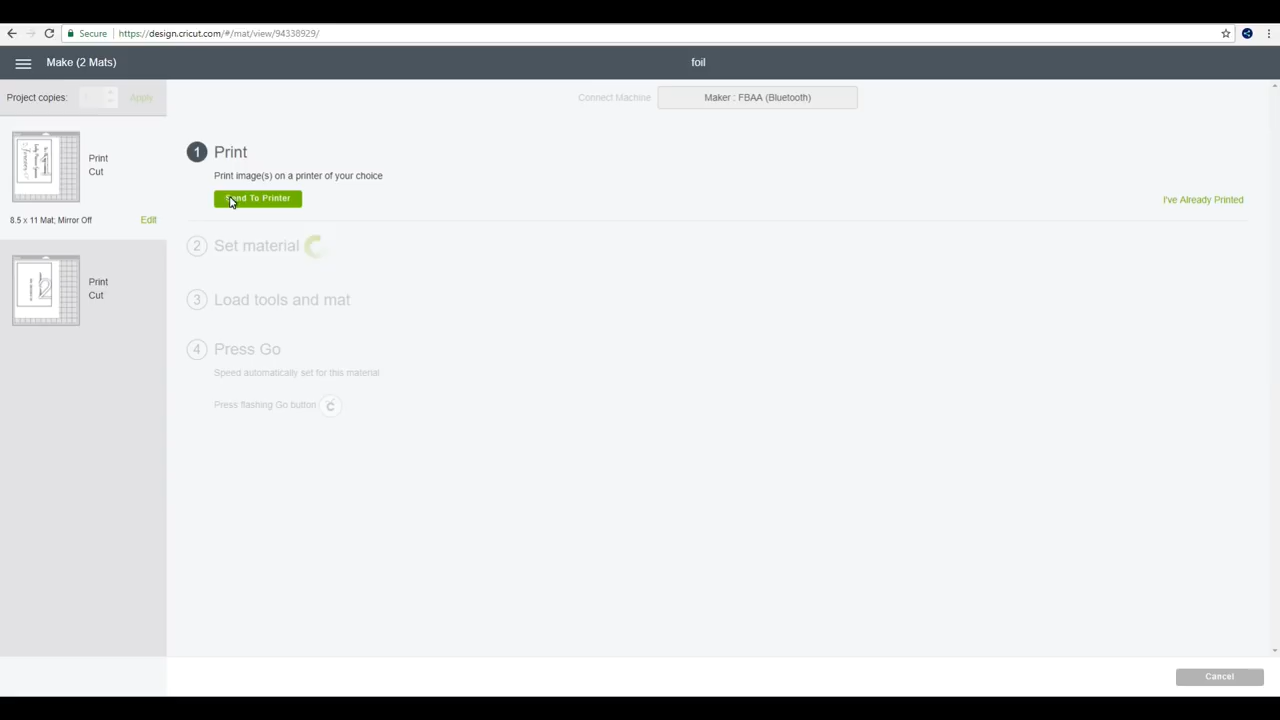 Secure https://design.cricut.com/#/mat/view/94338929/
Make (2 Mats)
foil
Project copies:
Apply
Connect Machine
Maker : FBAA (Bluetooth)
Print
Cut
8.5 x 11 Mat; Mirror Off
Edit
Print
Cut
1 Print
Print image(s) on a printer of your choice
Send To Printer
I've Already Printed
2 Set material
3 Load tools and mat
4 Press Go
Speed automatically set for this material
Press flashing Go button
Cancel